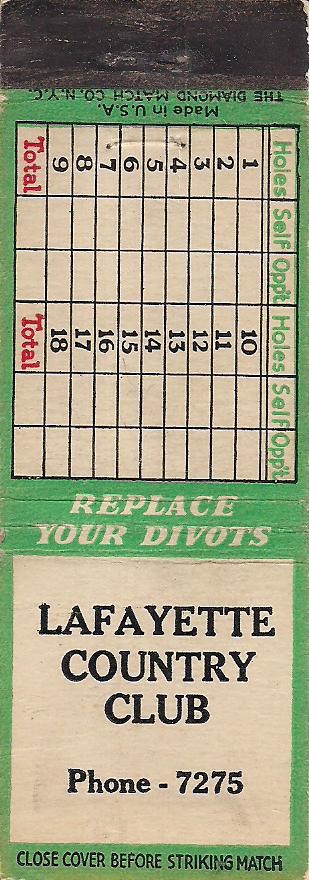 THE DIAMOND MATCH CO. N.Y.C.
Made in U.S.A.
Holes Self Opp't Holes Self Opp't
1 10
2 11
3 12
4 13
5 14
6 15
7 16
8 17
9 18
Total Total
REPLACE
YOUR DIVOTS
LAFAYETTE
COUNTRY
CLUB
Phone - 7275
CLOSE COVER BEFORE STRIKING MATCH